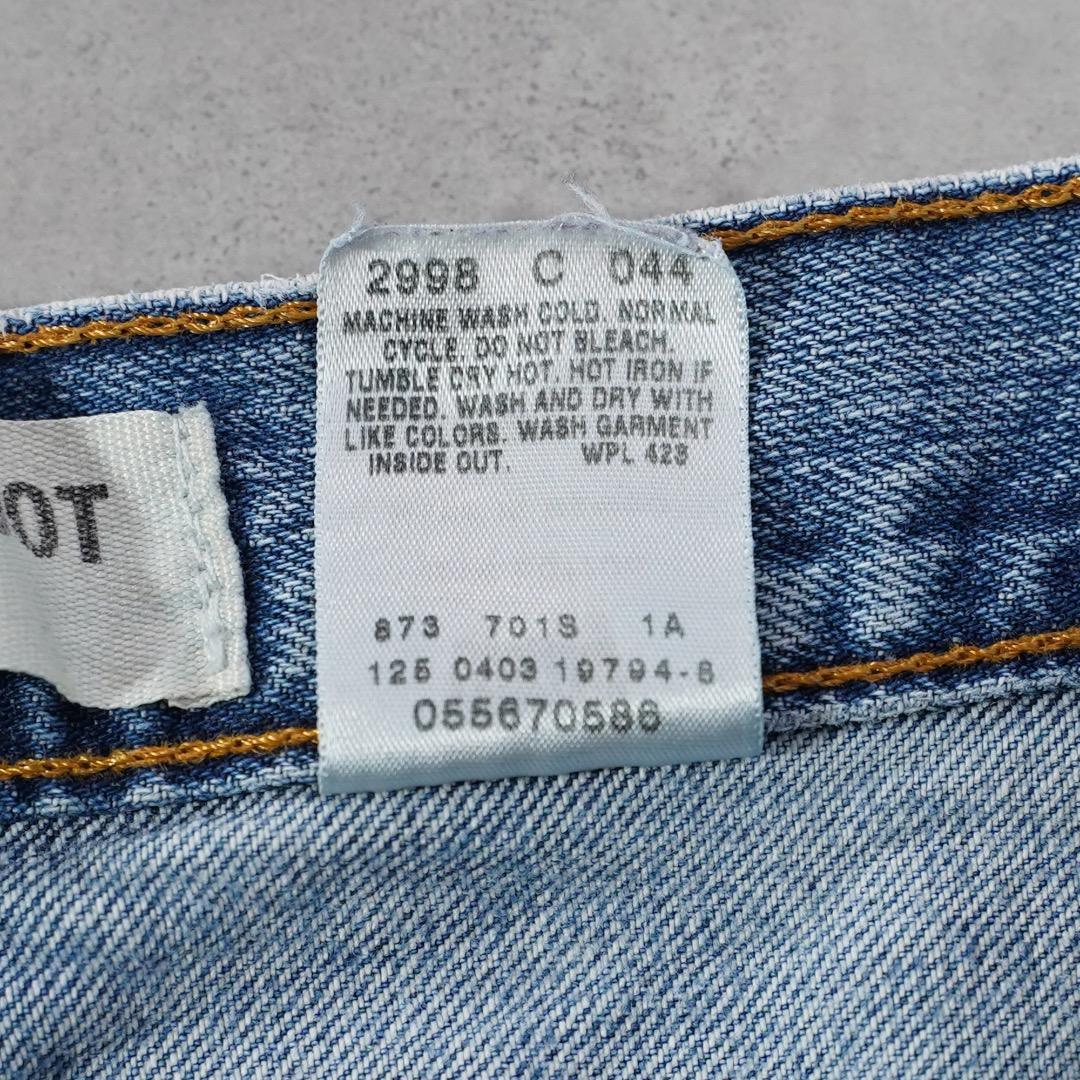 2998 C 044
MACHINE WASH COLD. NORMAL
CYCLE. DO NOT BLEACH.
TUMBLE DRY HOT. HOT IRON IF
NEEDED. WASH AND DRY WITH
LIKE COLORS. WASH GARMENT
INSIDE OUT. WPL 423
OT
873 701S 1A
125 0403 19794-8
055670588